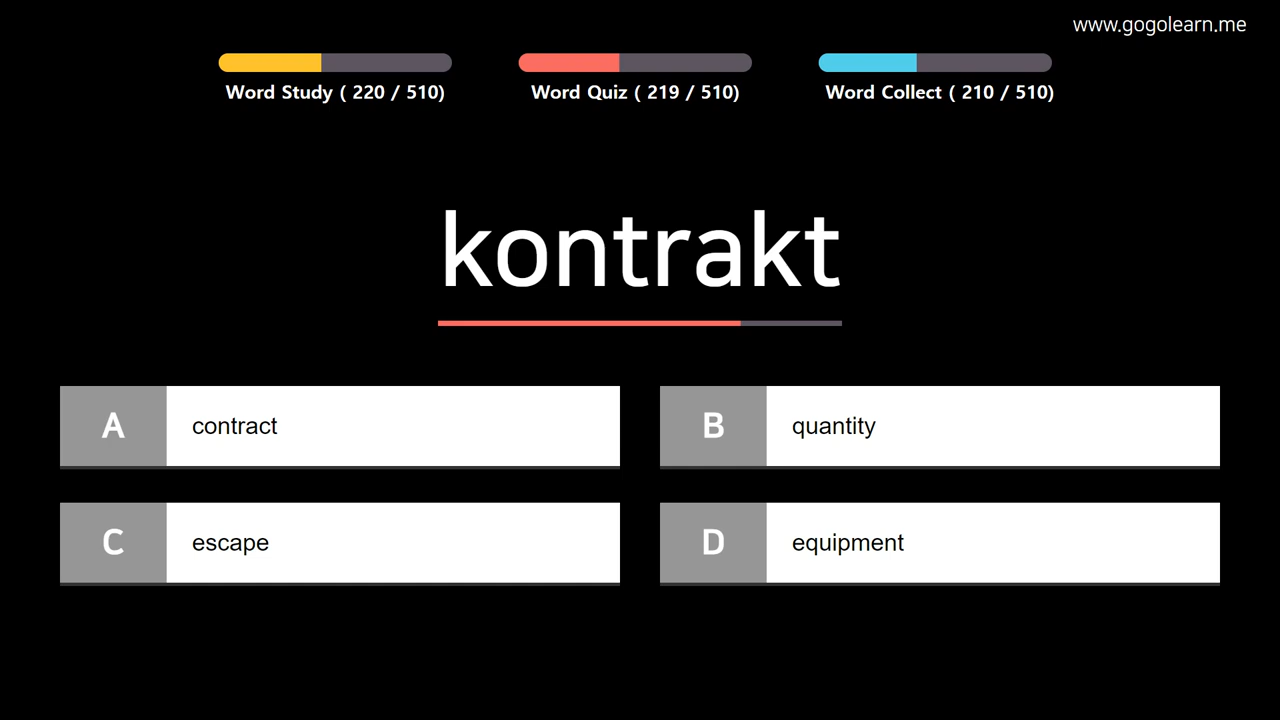 www.gogolearn.me
Word Study ( 220 / 510)
Word Quiz ( 219 / 510)
Word Collect ( 210 / 510)
kontrakt
A contract
B quantity
C escape
D equipment